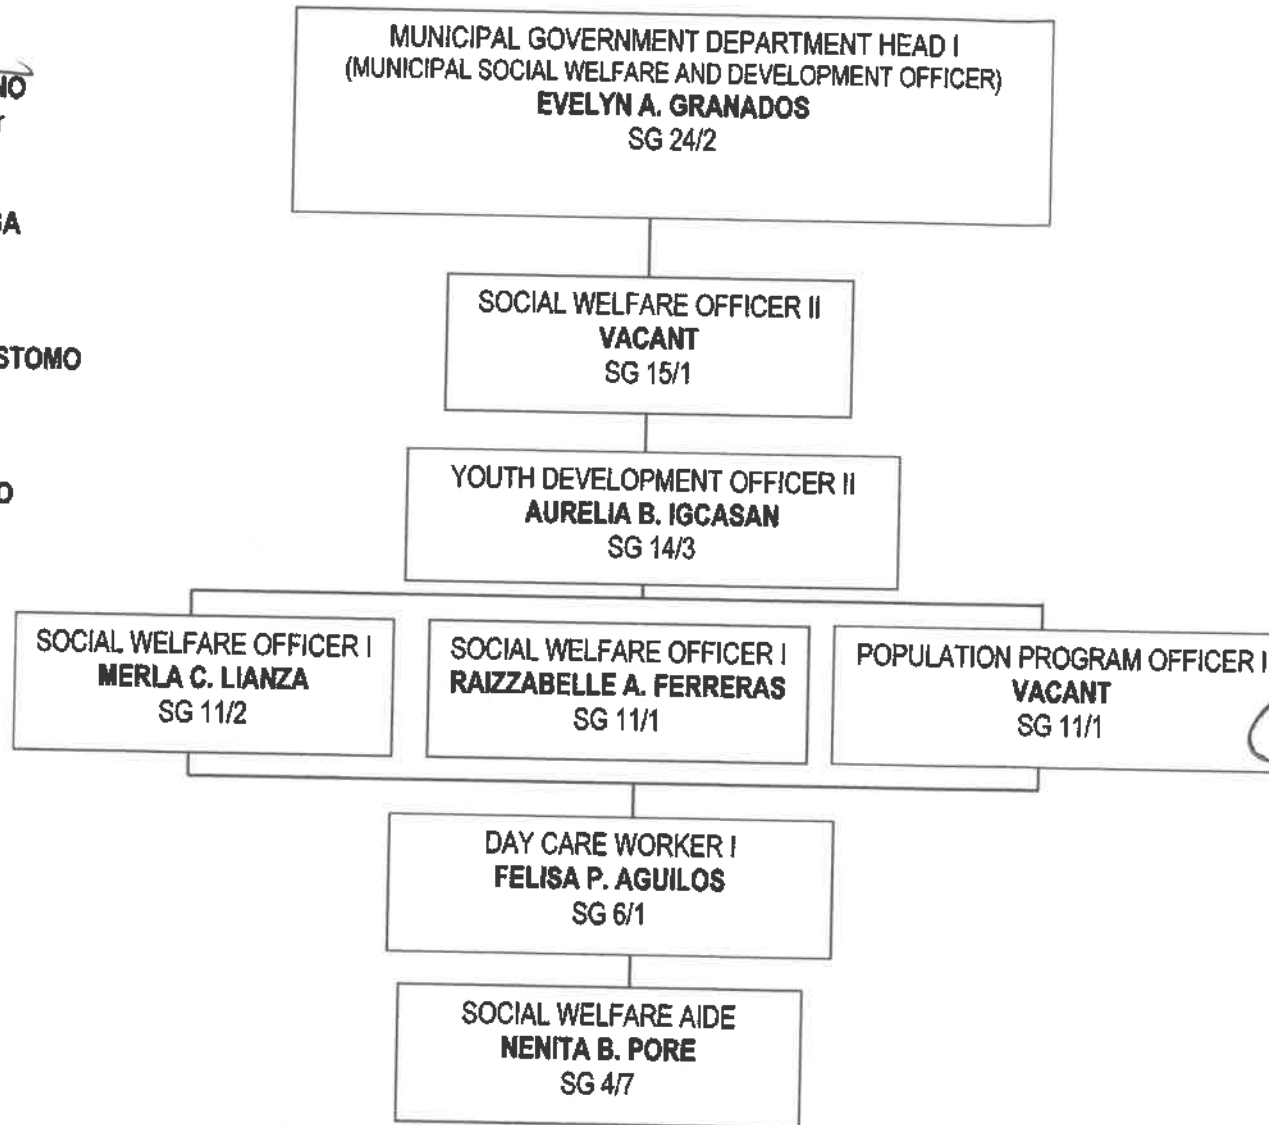 NO
r
GA
STOMO
O
MUNICIPAL GOVERNMENT DEPARTMENT HEAD I
(MUNICIPAL SOCIAL WELFARE AND DEVELOPMENT OFFICER)
EVELYN A. GRANADOS
SG 24/2
SOCIAL WELFARE OFFICER II
VACANT
SG 15/1
YOUTH DEVELOPMENT OFFICER II
AURELIA B. IGCASAN
SG 14/3
SOCIAL WELFARE OFFICER I
MERLA C. LIANZA
SG 11/2
SOCIAL WELFARE OFFICER I
RAIZZABELLE A. FERRERAS
SG 11/1
POPULATION PROGRAM OFFICER I
VACANT
SG 11/1
DAY CARE WORKER I
FELISA P. AGUILOS
SG 6/1
SOCIAL WELFARE AIDE
NENITA B. PORE
SG 4/7